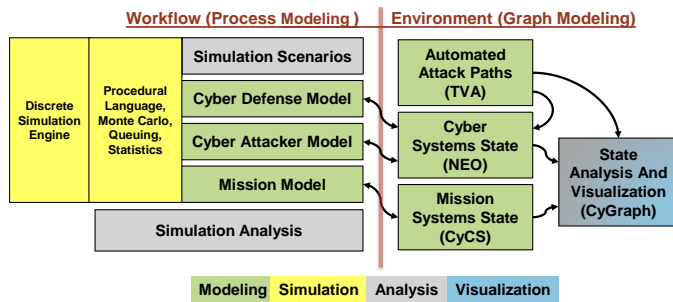 Workflow (Process Modeling)
Environment (Graph Modeling)
Discrete
Simulation
Engine
Procedural
Language,
Monte Carlo,
Queuing,
Statistics
Simulation Scenarios
Cyber Defense Model
Cyber Attacker Model
Mission Model
Simulation Analysis
Automated
Attack Paths
(TVA)
Cyber
Systems State
(NEO)
Mission
Systems State
(CyCS)
State
Analysis And
Visualization
(CyGraph)
Modeling Simulation Analysis Visualization